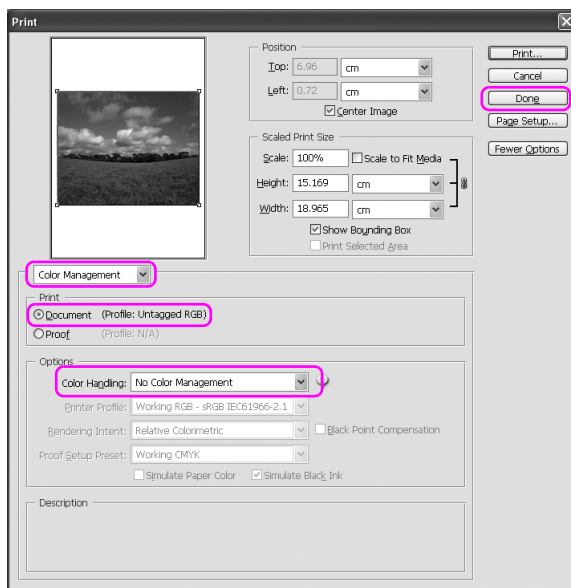 Print
Position
Top: 6.96 cm
Left: 0.72 cm
Center Image
Scaled Print Size
Scale: 100% Scale to Fit Media
Height: 15.169 cm
Width: 18.965 cm
Show Bounding Box
Print Selected Area
Print...
Cancel
Done
Page Setup...
Fewer Options
Color Management
Print
Document (Profile: Untagged RGB)
Proof (Profile: N/A)
Options
Color Handling: No Color Management
Printer Profile: Working RGB - sRGB IEC61966-2.1
Rendering Intent: Relative Colorimetric Black Point Compensation
Proof Setup Preset: Working CMYK
Simulate Paper Color Simulate Black Ink
Description